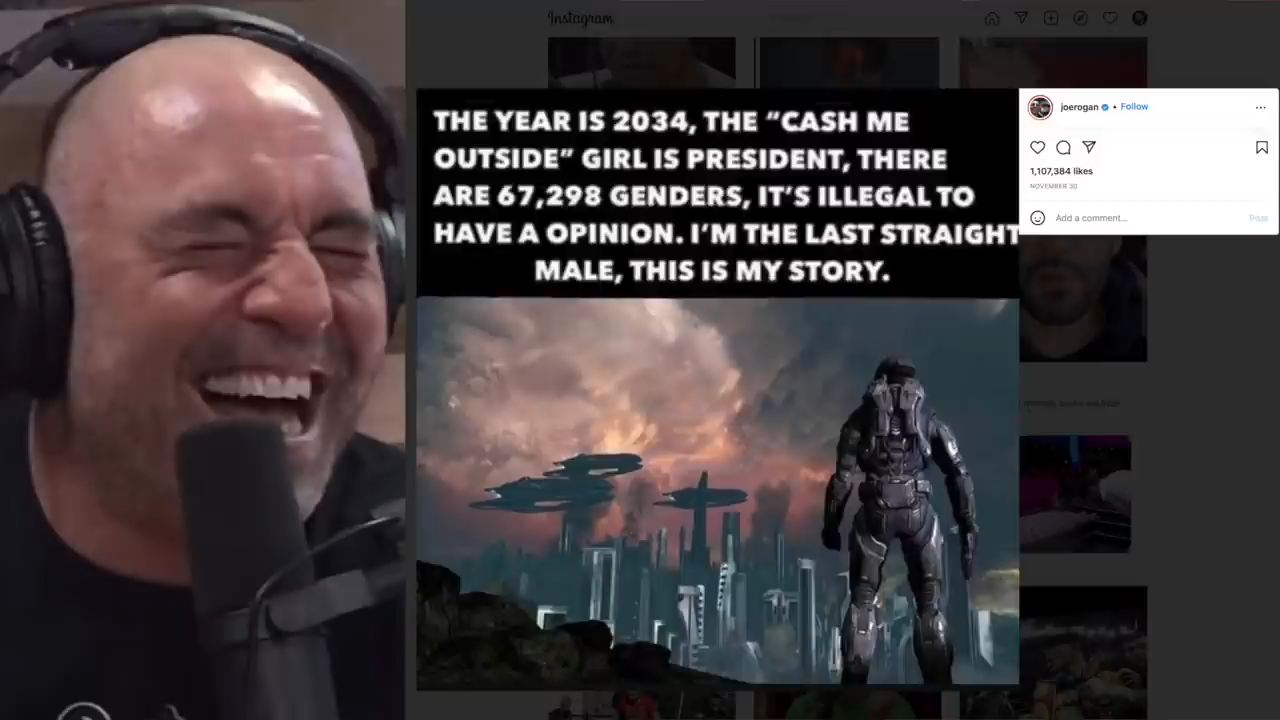 Instagram
THE YEAR IS 2034, THE “CASH ME
OUTSIDE” GIRL IS PRESIDENT, THERE
ARE 67,298 GENDERS, IT’S ILLEGAL TO
HAVE A OPINION. I’M THE LAST STRAIGHT
MALE, THIS IS MY STORY.
joerogan • Follow
1,107,384 likes
NOVEMBER 30
Add a comment...
Post